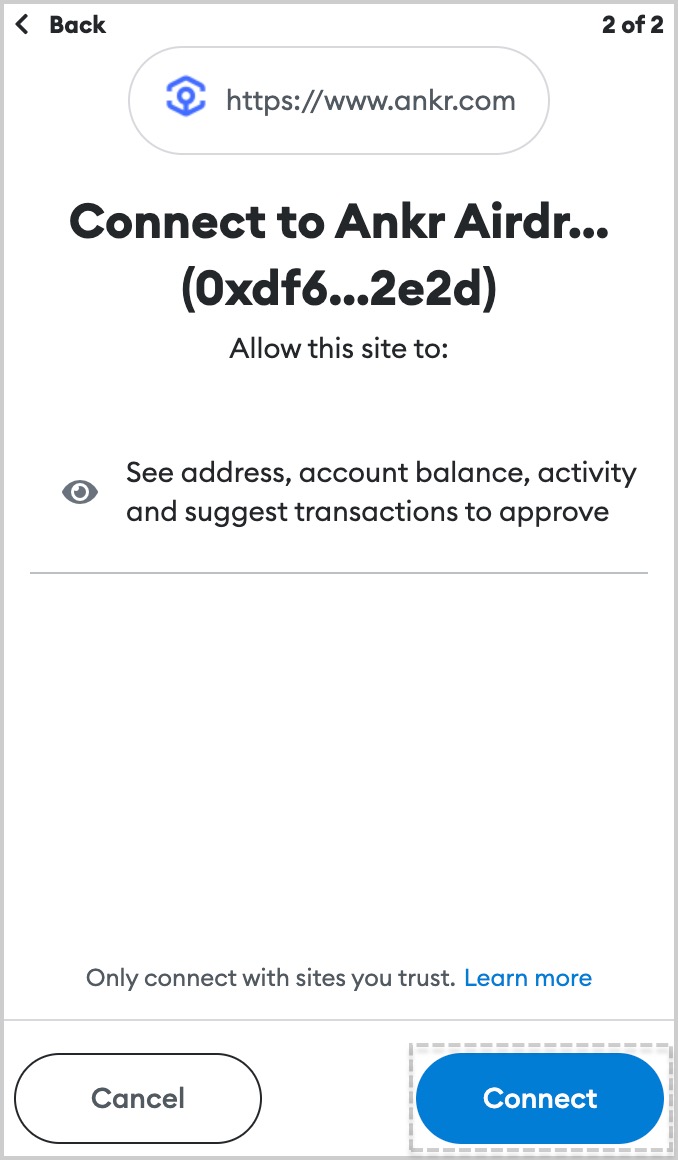 Back
2 of 2
https://www.ankr.com
Connect to Ankr Airdr...
(0xdf6...2e2d)
Allow this site to:
See address, account balance, activity
and suggest transactions to approve
Only connect with sites you trust. Learn more
Cancel
Connect